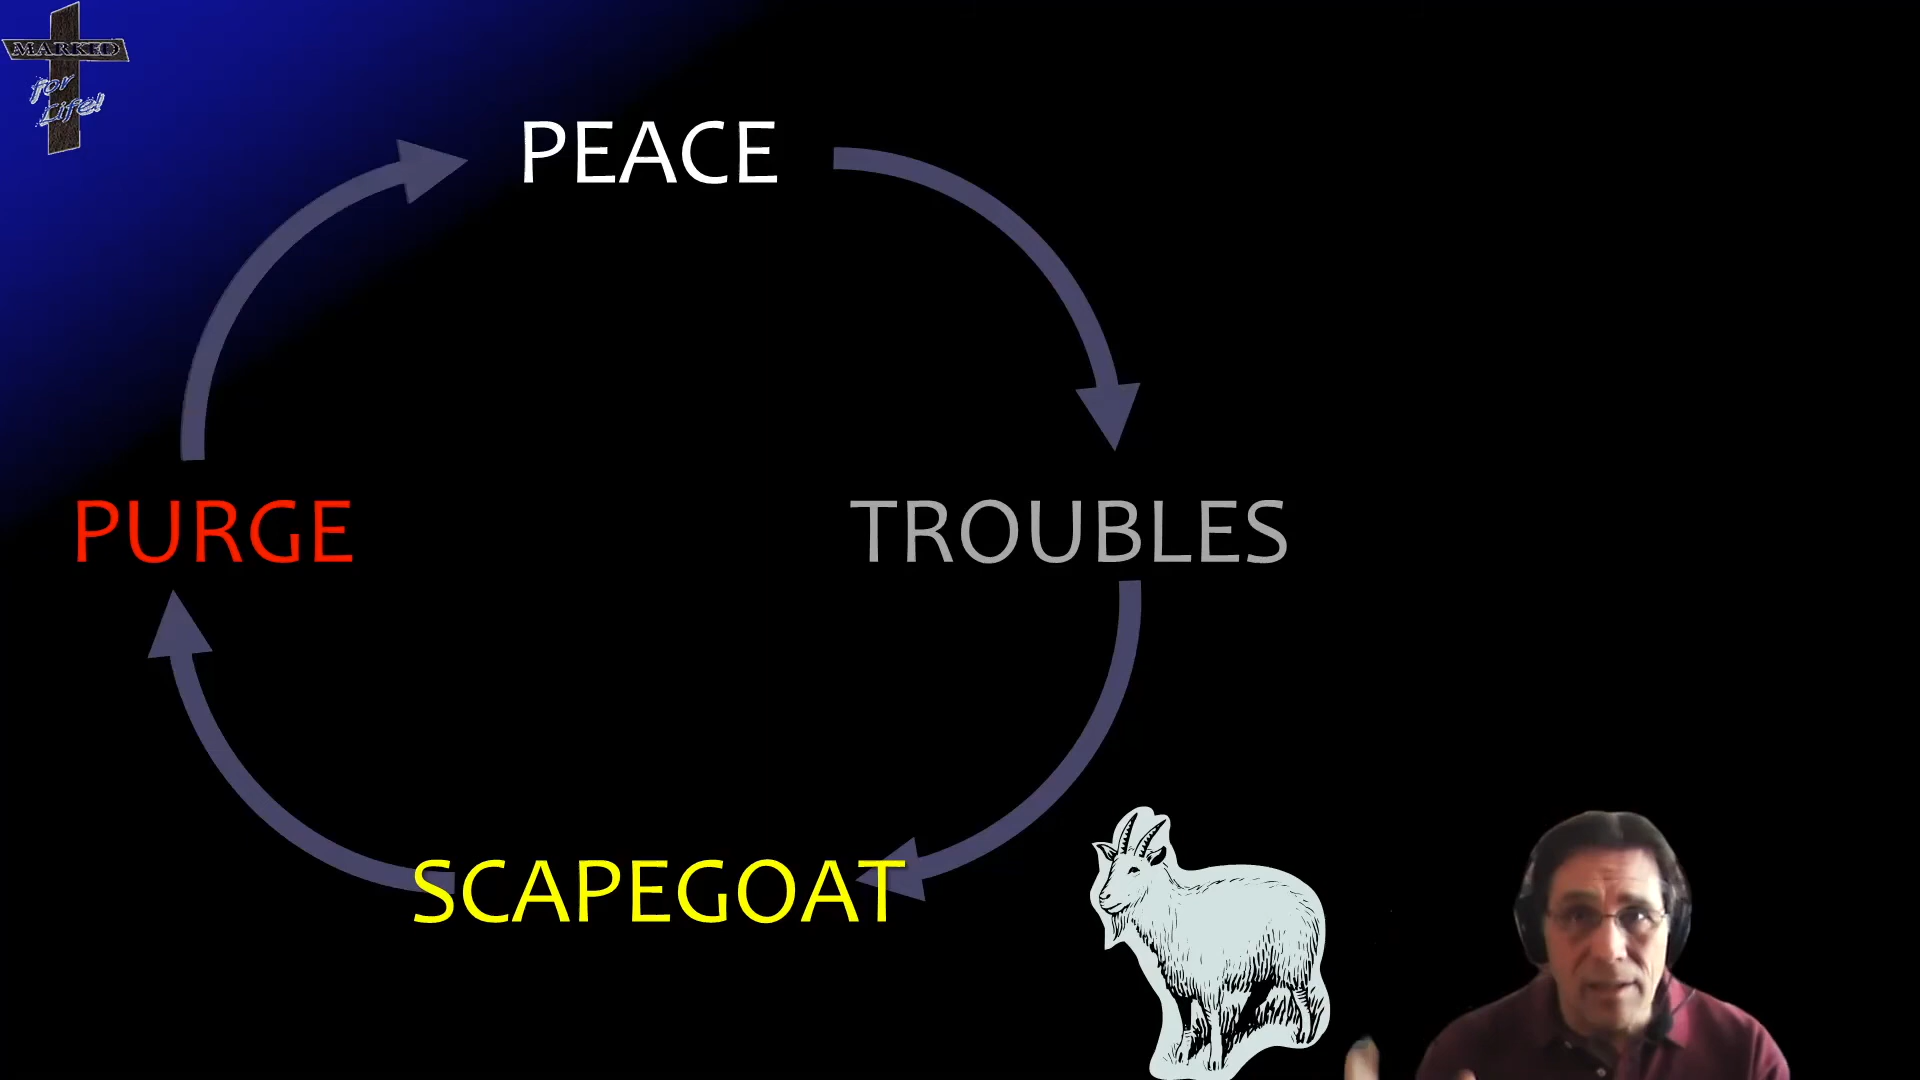 MARKED
for
Life!
PEACE
PURGE
TROUBLES
SCAPEGOAT